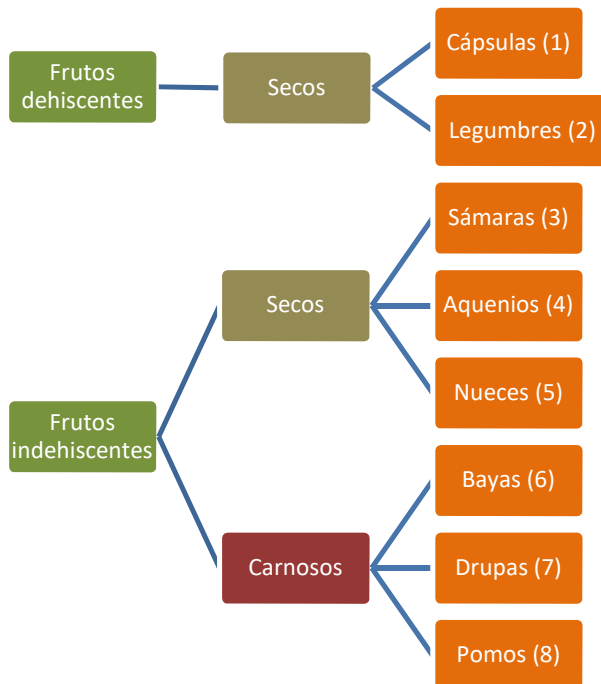 Frutos
dehiscentes
Secos
Cápsulas (1)
Legumbres (2)
Frutos
indehiscentes
Secos
Sámaras (3)
Aquenios (4)
Nueces (5)
Carnosos
Bayas (6)
Drupas (7)
Pomos (8)